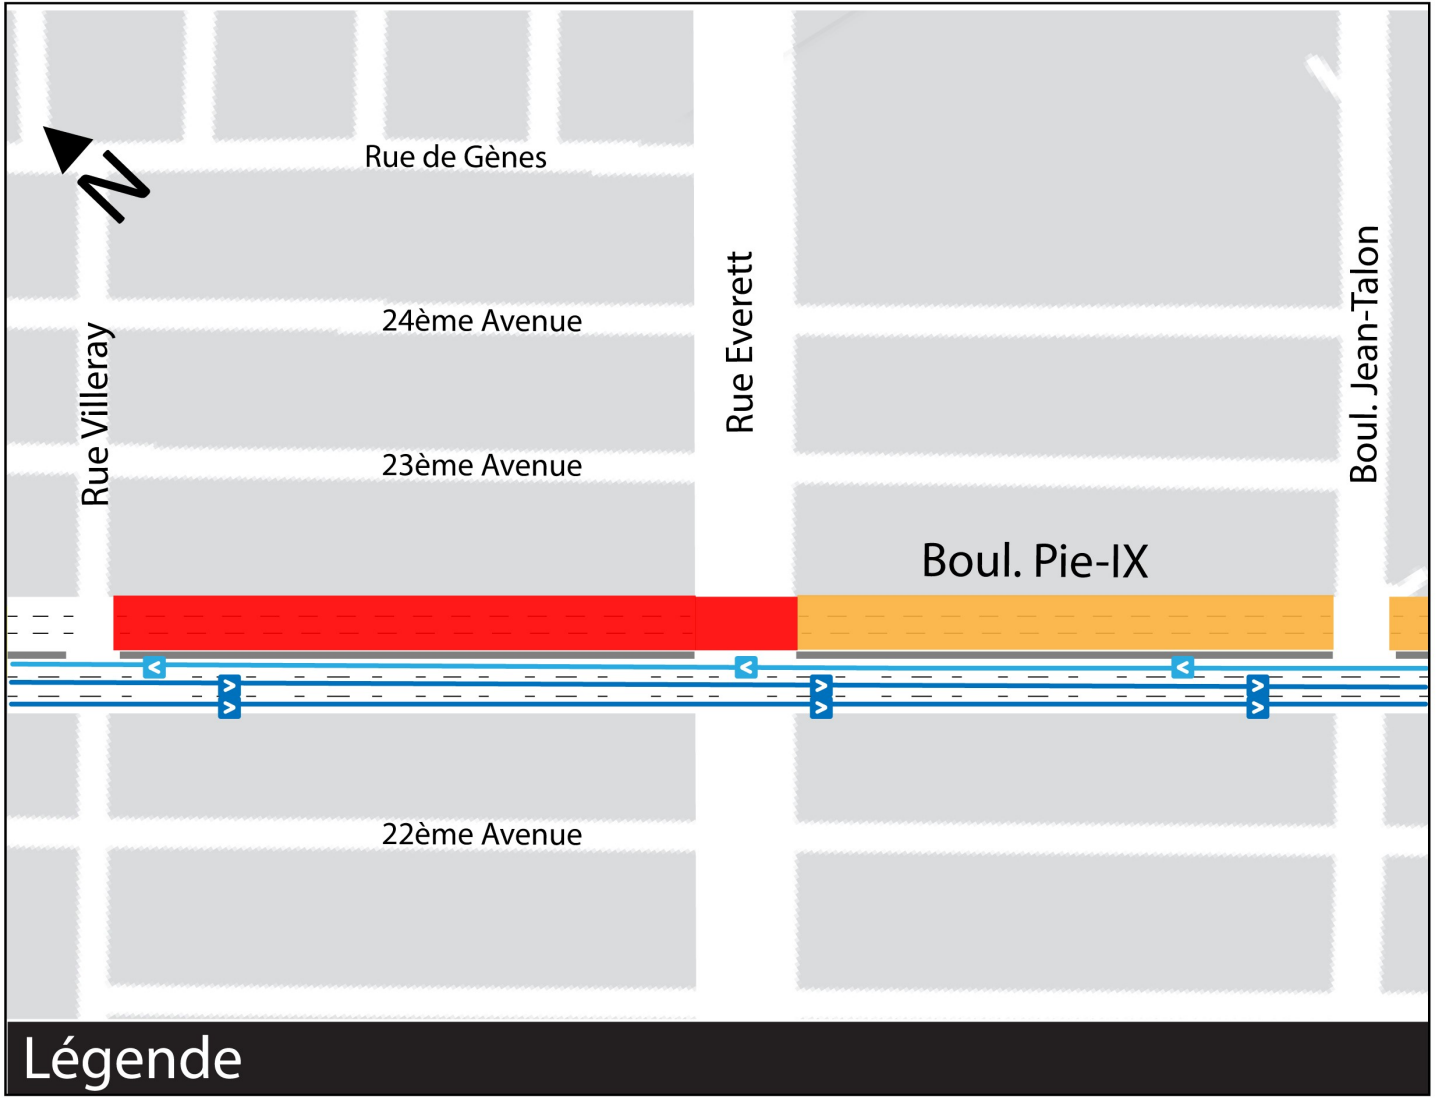 Rue de Gènes
N
24ème Avenue
Rue Everett
Boul. Jean-Talon
Rue Villeray
23ème Avenue
Boul. Pie-IX
22ème Avenue
Légende